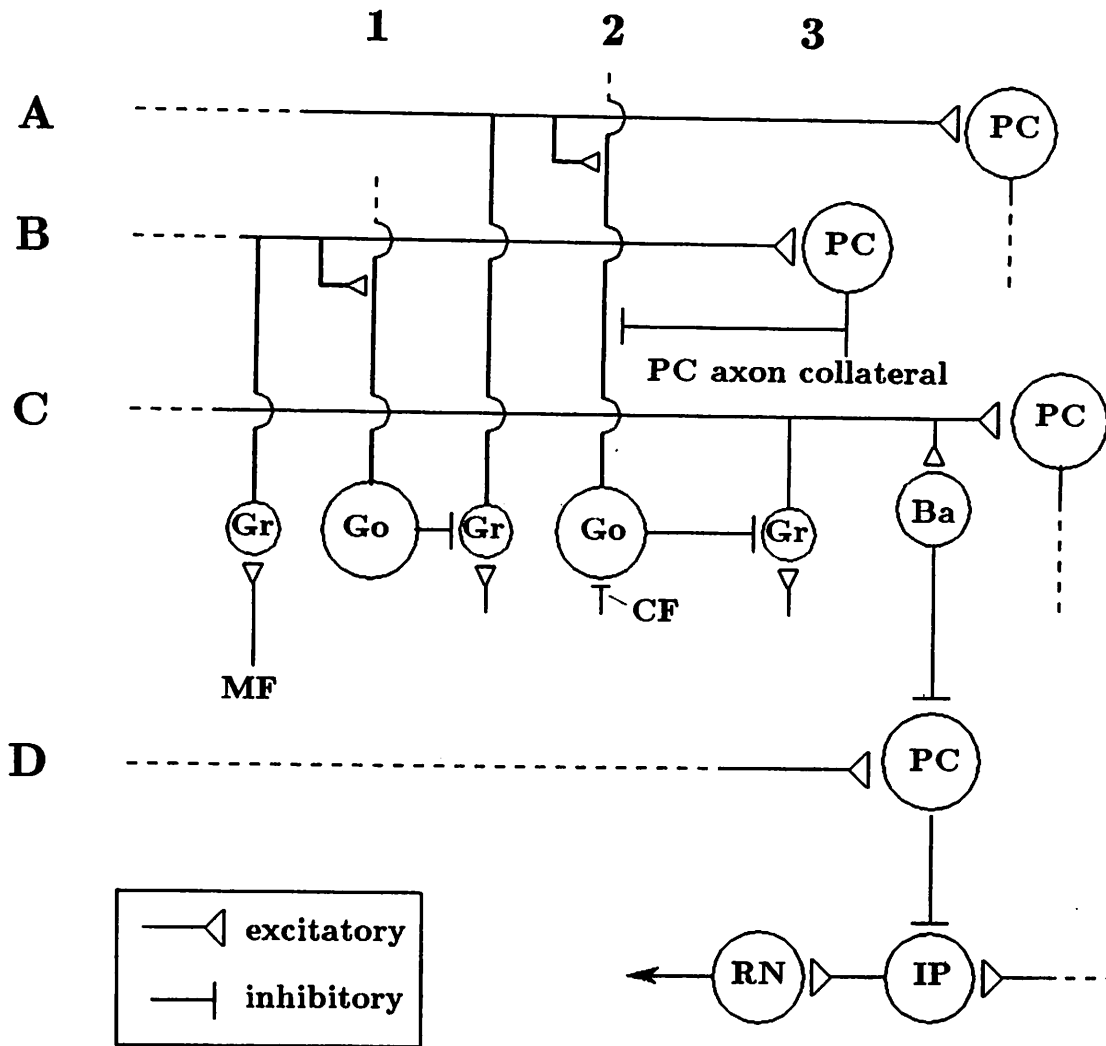 1 2 3
A PC
B PC
PC axon collateral
C PC
Gr Go Gr Go Gr Ba
CF
MF
D PC
excitatory
inhibitory
RN IP